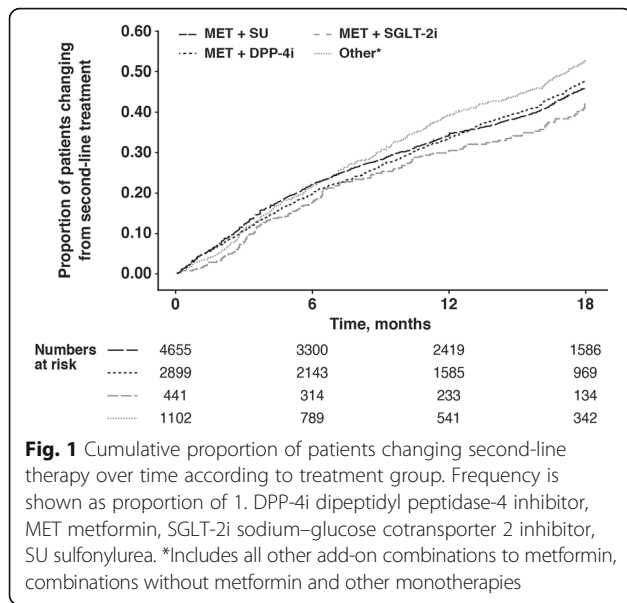 MET + SU
MET + SGLT-2i
MET + DPP-4i
Other*
Proportion of patients changing
from second-line treatment
0.60
0.50
0.40
0.30
0.20
0.10
0.00
0 6 12 18
Time, months
Numbers
at risk
4655 3300 2419 1586
2899 2143 1585 969
441 314 233 134
1102 789 541 342
Fig. 1 Cumulative proportion of patients changing second-line
therapy over time according to treatment group. Frequency is
shown as proportion of 1. DPP-4i dipeptidyl peptidase-4 inhibitor,
MET metformin, SGLT-2i sodium–glucose cotransporter 2 inhibitor,
SU sulfonylurea. *Includes all other add-on combinations to metformin,
combinations without metformin and other monotherapies